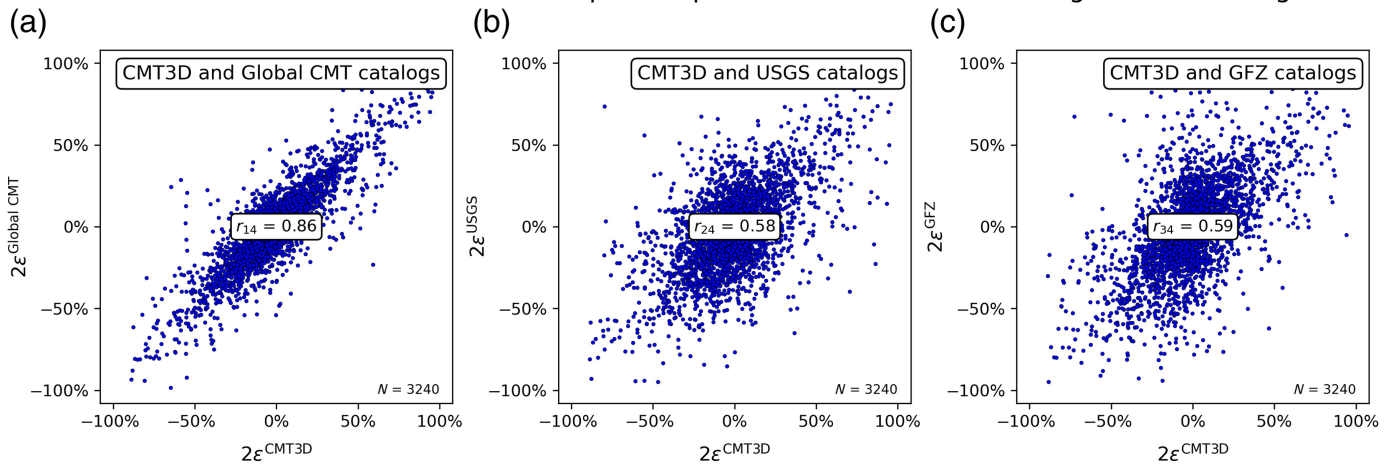 (a) (b) (c)
CMT3D and Global CMT catalogs
100%
50%
0%
−50%
−100%
2ε^Global CMT
r₁₄ = 0.86
N = 3240
−100% −50% 0% 50% 100%
2ε^CMT3D
CMT3D and USGS catalogs
100%
50%
0%
−50%
−100%
2ε^USGS
r₂₄ = 0.58
N = 3240
−100% −50% 0% 50% 100%
2ε^CMT3D
CMT3D and GFZ catalogs
100%
50%
0%
−50%
−100%
2ε^GFZ
r₃₄ = 0.59
N = 3240
−100% −50% 0% 50% 100%
2ε^CMT3D